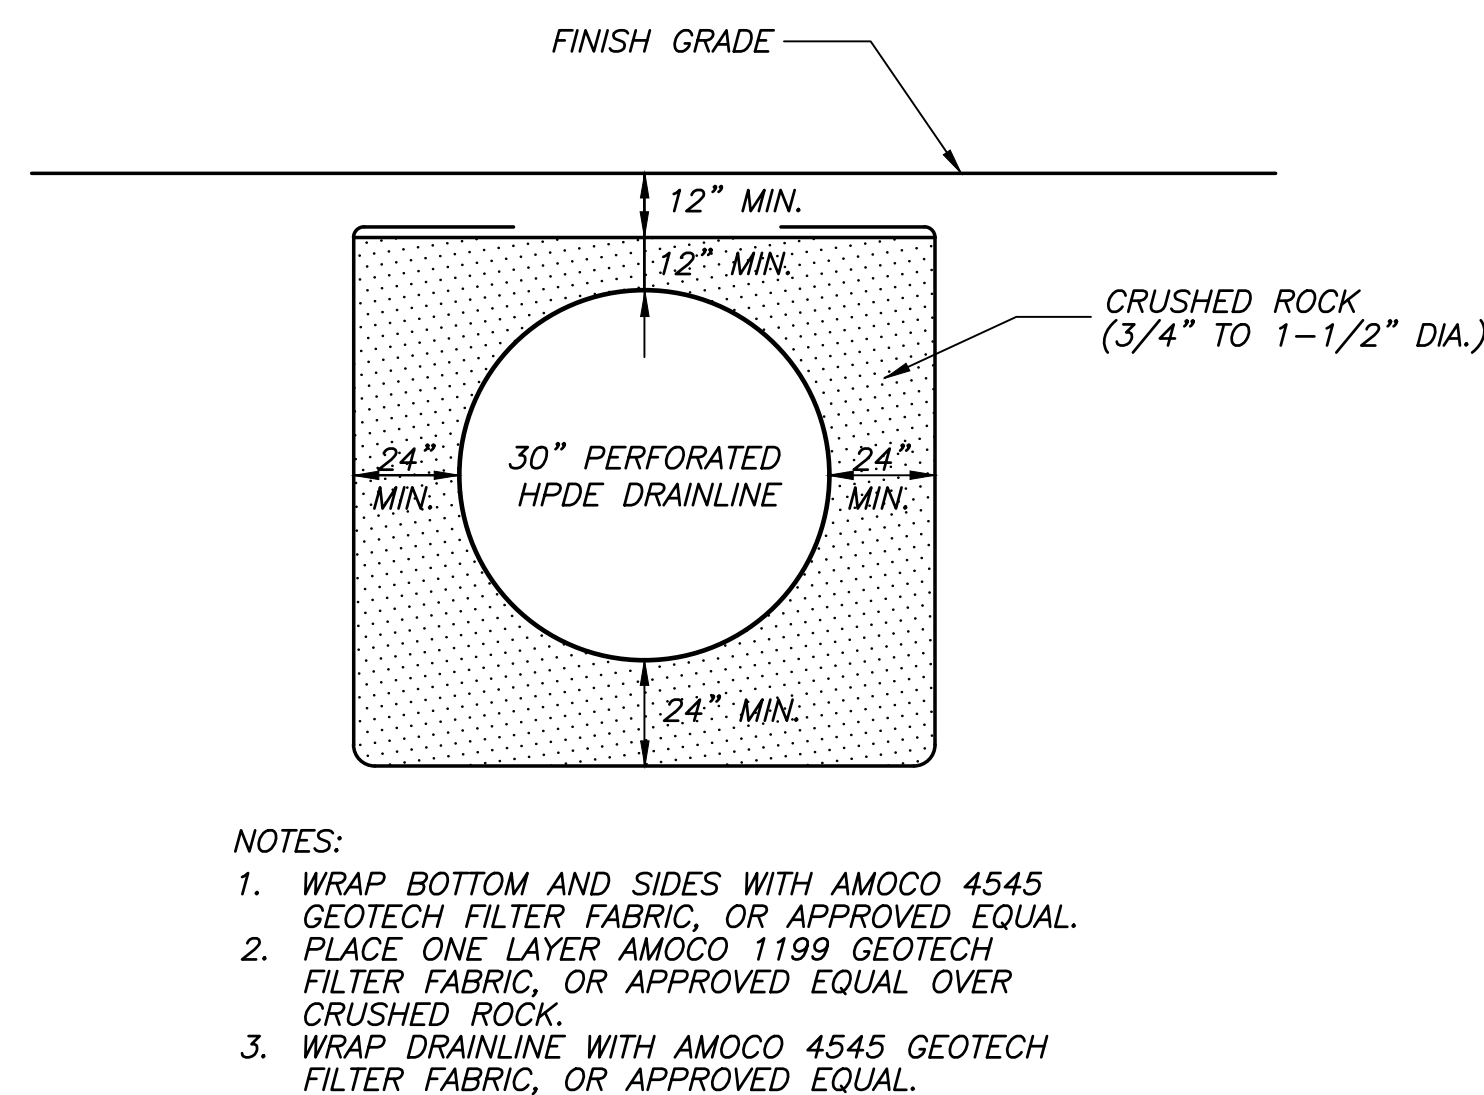 FINISH GRADE
12" MIN.
12" MIN.
CRUSHED ROCK
(3/4" TO 1-1/2" DIA.)
24"
MIN.
30" PERFORATED
HPDE DRAINLINE
24"
MIN.
24" MIN.
NOTES:
1. WRAP BOTTOM AND SIDES WITH AMOCO 4545
GEOTECH FILTER FABRIC, OR APPROVED EQUAL.
2. PLACE ONE LAYER AMOCO 1199 GEOTECH
FILTER FABRIC, OR APPROVED EQUAL OVER
CRUSHED ROCK.
3. WRAP DRAINLINE WITH AMOCO 4545 GEOTECH
FILTER FABRIC, OR APPROVED EQUAL.